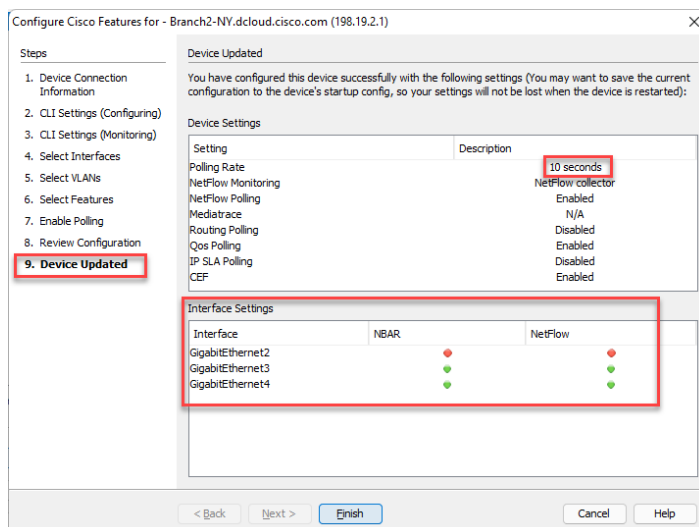 Configure Cisco Features for - Branch2-NY.dcloud.cisco.com (198.19.2.1)
Steps
1. Device Connection
Information
2. CLI Settings (Configuring)
3. CLI Settings (Monitoring)
4. Select Interfaces
5. Select VLANs
6. Select Features
7. Enable Polling
8. Review Configuration
9. Device Updated
Device Updated
You have configured this device successfully with the following settings (You may want to save the current
configuration to the device's startup config, so your settings will not be lost when the device is restarted):
Device Settings
Setting Description
Polling Rate 10 seconds
NetFlow Monitoring NetFlow collector
NetFlow Polling Enabled
Mediatrace N/A
Routing Polling Disabled
Qos Polling Enabled
IP SLA Polling Disabled
CEF Enabled
Interface Settings
Interface NBAR NetFlow
GigabitEthernet2
GigabitEthernet3
GigabitEthernet4
< Back Next > Finish Cancel Help